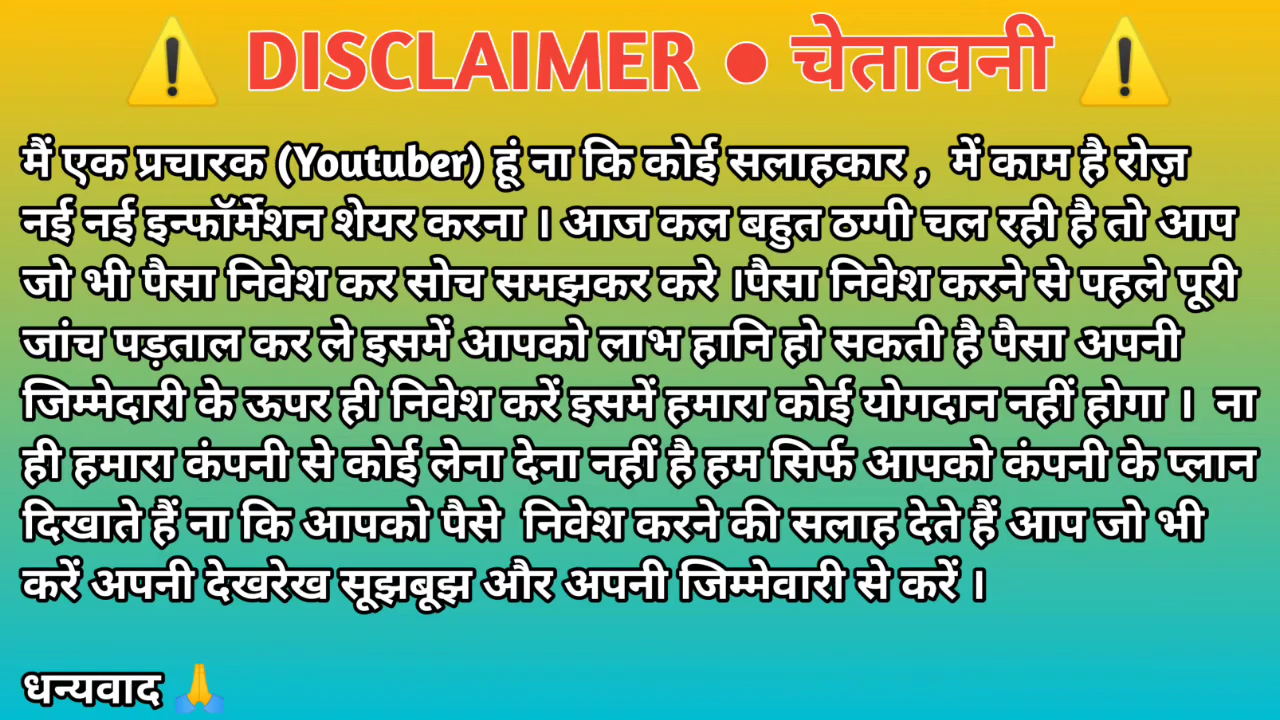 ⚠️ DISCLAIMER ● चेतावनी ⚠️
मैं एक प्रचारक (Youtuber) हूं ना कि कोई सलाहकार , में काम है रोज़
नई नई इन्फॉर्मेशन शेयर करना । आज कल बहुत ठग्गी चल रही है तो आप
जो भी पैसा निवेश कर सोच समझकर करे ।पैसा निवेश करने से पहले पूरी
जांच पड़ताल कर ले इसमें आपको लाभ हानि हो सकती है पैसा अपनी
जिम्मेदारी के ऊपर ही निवेश करें इसमें हमारा कोई योगदान नहीं होगा । ना
ही हमारा कंपनी से कोई लेना देना नहीं है हम सिर्फ आपको कंपनी के प्लान
दिखाते हैं ना कि आपको पैसे निवेश करने की सलाह देते हैं आप जो भी
करें अपनी देखरेख सूझबूझ और अपनी जिम्मेवारी से करें ।
धन्यवाद 🙏